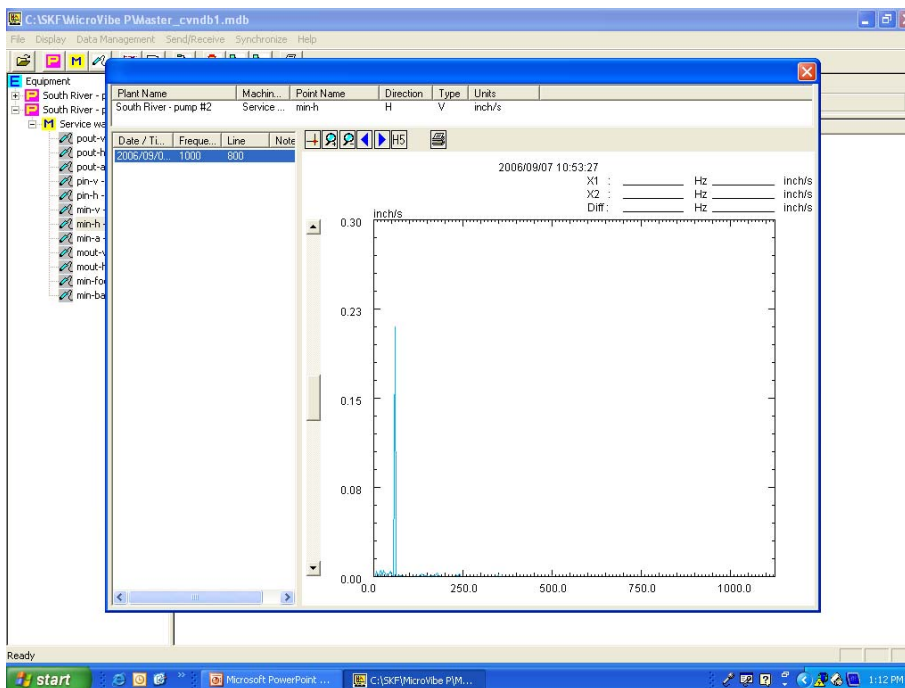 C:\SKF\MicroVibe P\Master_cvndb1.mdb
File Display Data Management Send/Receive Synchronize Help
E Equipment
P South River - p
P South River - p
M Service wa
pout-v
pout-h
pout-a
pin-v -
pin-h -
min-v -
min-h -
min-a -
mout-v
mout-h
min-foo
min-ba
Plant Name Machin... Point Name Direction Type Units
South River - pump #2 Service ... min-h H V inch/s
Date / Ti... Freque... Line Note
2006/09/0... 1000 800
H5
2006/09/07 10:53:27
X1 : Hz inch/s
X2 : Hz inch/s
Diff : Hz inch/s
inch/s
0.30
0.23
0.15
0.08
0.00
0.0 250.0 500.0 750.0 1000.0
Ready
start Microsoft PowerPoint ... C:\SKF\MicroVibe P\M... 1:12 PM